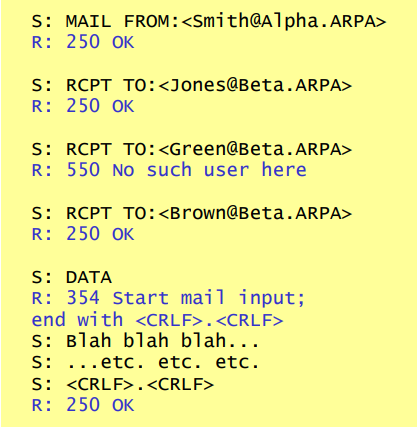 S: MAIL FROM:<Smith@Alpha.ARPA>
R: 250 OK
S: RCPT TO:<Jones@Beta.ARPA>
R: 250 OK
S: RCPT TO:<Green@Beta.ARPA>
R: 550 No such user here
S: RCPT TO:<Brown@Beta.ARPA>
R: 250 OK
S: DATA
R: 354 Start mail input;
end with <CRLF>.<CRLF>
S: Blah blah blah...
S: ...etc. etc. etc.
S: <CRLF>.<CRLF>
R: 250 OK